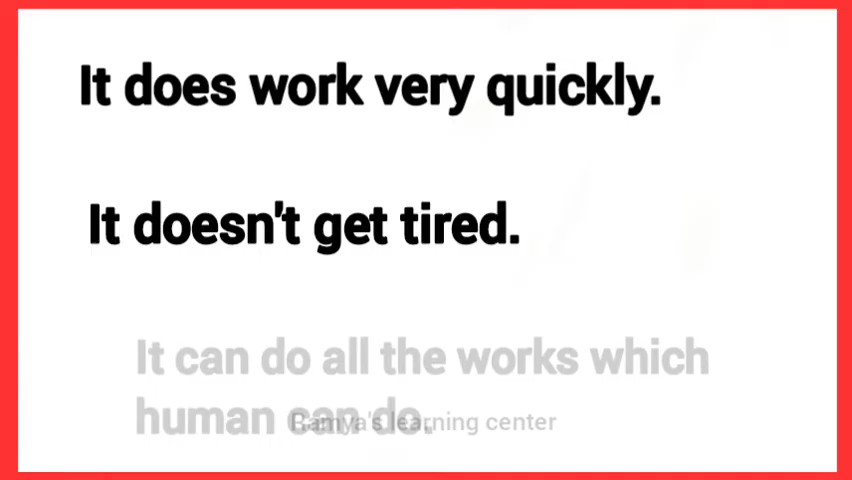 It does work very quickly.
It doesn't get tired.
It can do all the works which
human can do.
Ramya's learning center